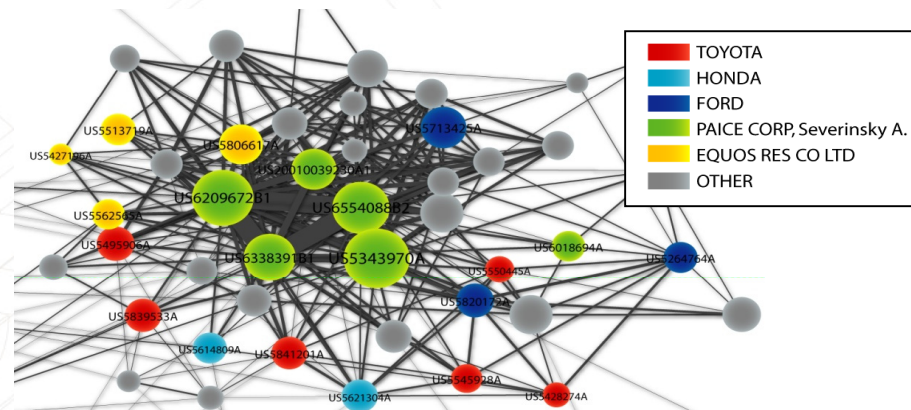 TOYOTA
HONDA
FORD
PAICE CORP, Severinsky A.
EQUOS RES CO LTD
OTHER
US5513719A
US5713425A
US5806617A
US5427196A
US20010039230A1
US6209672B1
US6554088B2
US5562565A
US5495906A
US6018694A
US6338391B1
US5343970A
US5264764A
US5550445A
US5820172A
US5839533A
US5614809A
US5841201A
US5545928A
US5621304A
US5428274A